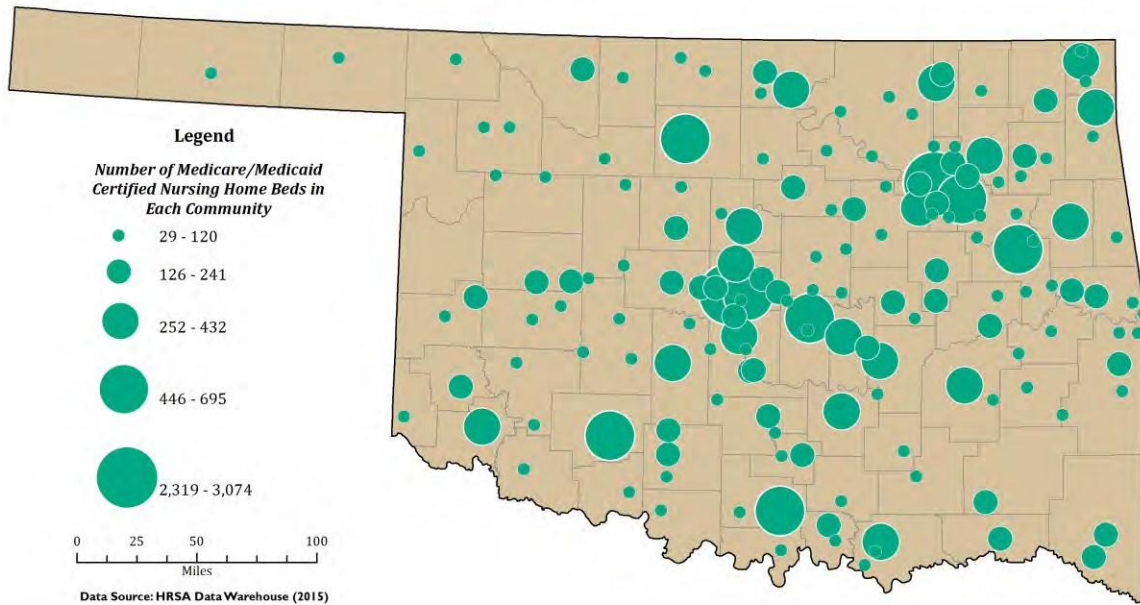 Legend
Number of Medicare/Medicaid
Certified Nursing Home Beds in
Each Community
29 - 120
126 - 241
252 - 432
446 - 695
2,319 - 3,074
0 25 50 100
Miles
Data Source: HRSA Data Warehouse (2015)